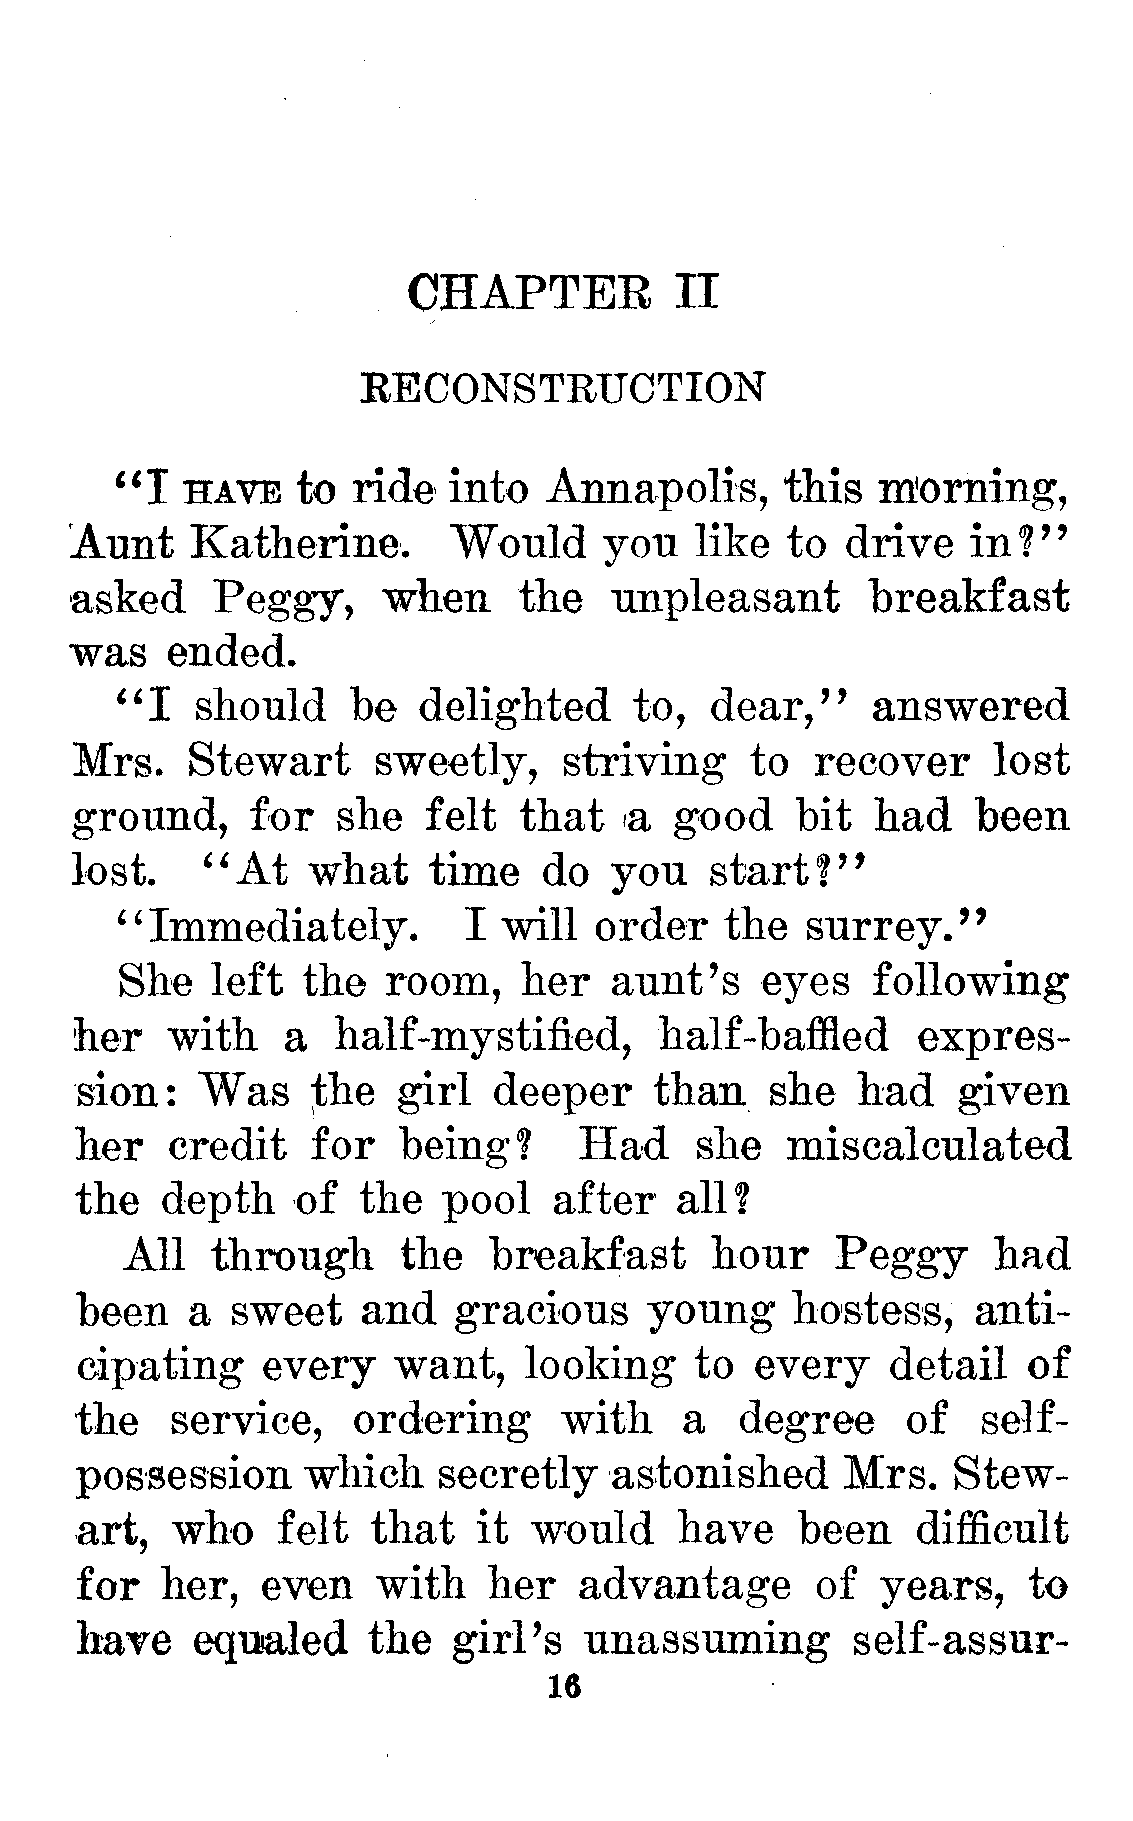 CHAPTER II
RECONSTRUCTION
“I HAVE to ride into Annapolis, this morning,
Aunt Katherine. Would you like to drive in?”
asked Peggy, when the unpleasant breakfast
was ended.
“I should be delighted to, dear,” answered
Mrs. Stewart sweetly, striving to recover lost
ground, for she felt that a good bit had been
lost. “At what time do you start?”
“Immediately. I will order the surrey.”
She left the room, her aunt’s eyes following
her with a half-mystified, half-baffled expres-
sion: Was the girl deeper than she had given
her credit for being? Had she miscalculated
the depth of the pool after all?
All through the breakfast hour Peggy had
been a sweet and gracious young hostess, anti-
cipating every want, looking to every detail of
the service, ordering with a degree of self-
possession which secretly astonished Mrs. Stew-
art, who felt that it would have been difficult
for her, even with her advantage of years, to
have equaled the girl’s unassuming self-assur-
16